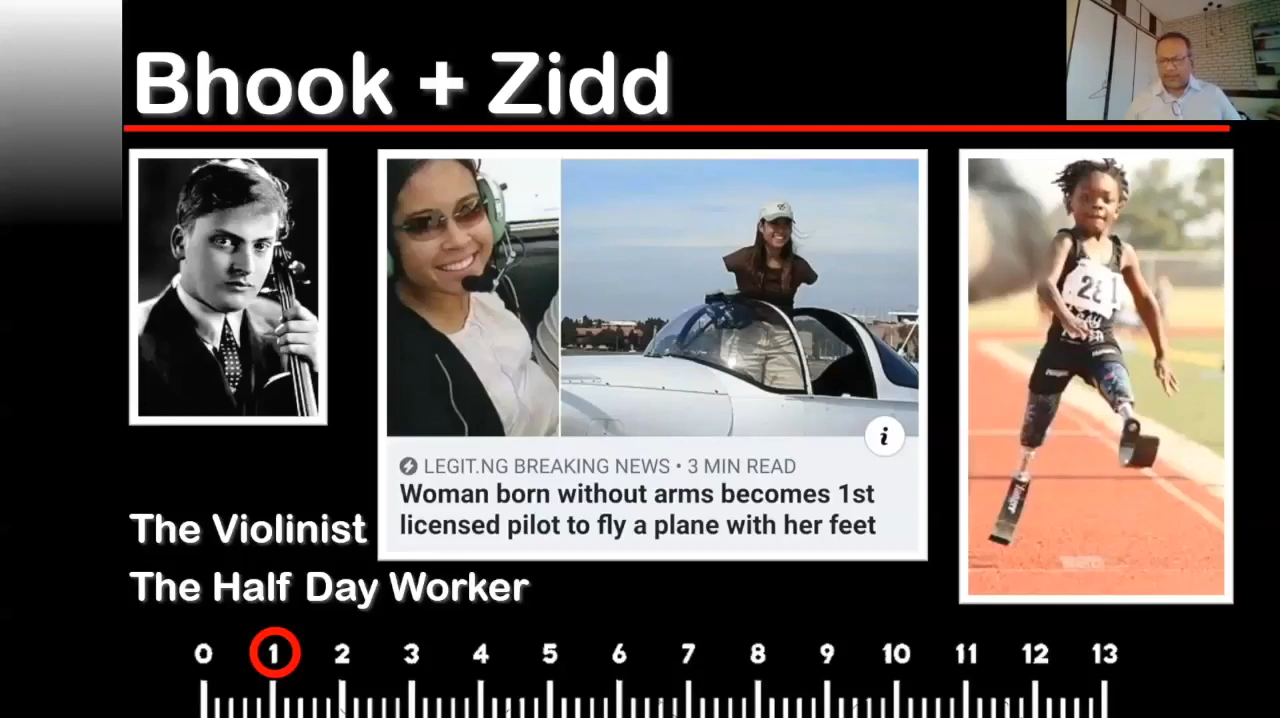 Bhook + Zidd
28
LEGIT.NG BREAKING NEWS • 3 MIN READ
Woman born without arms becomes 1st
licensed pilot to fly a plane with her feet
The Violinist
The Half Day Worker
0 1 2 3 4 5 6 7 8 9 10 11 12 13